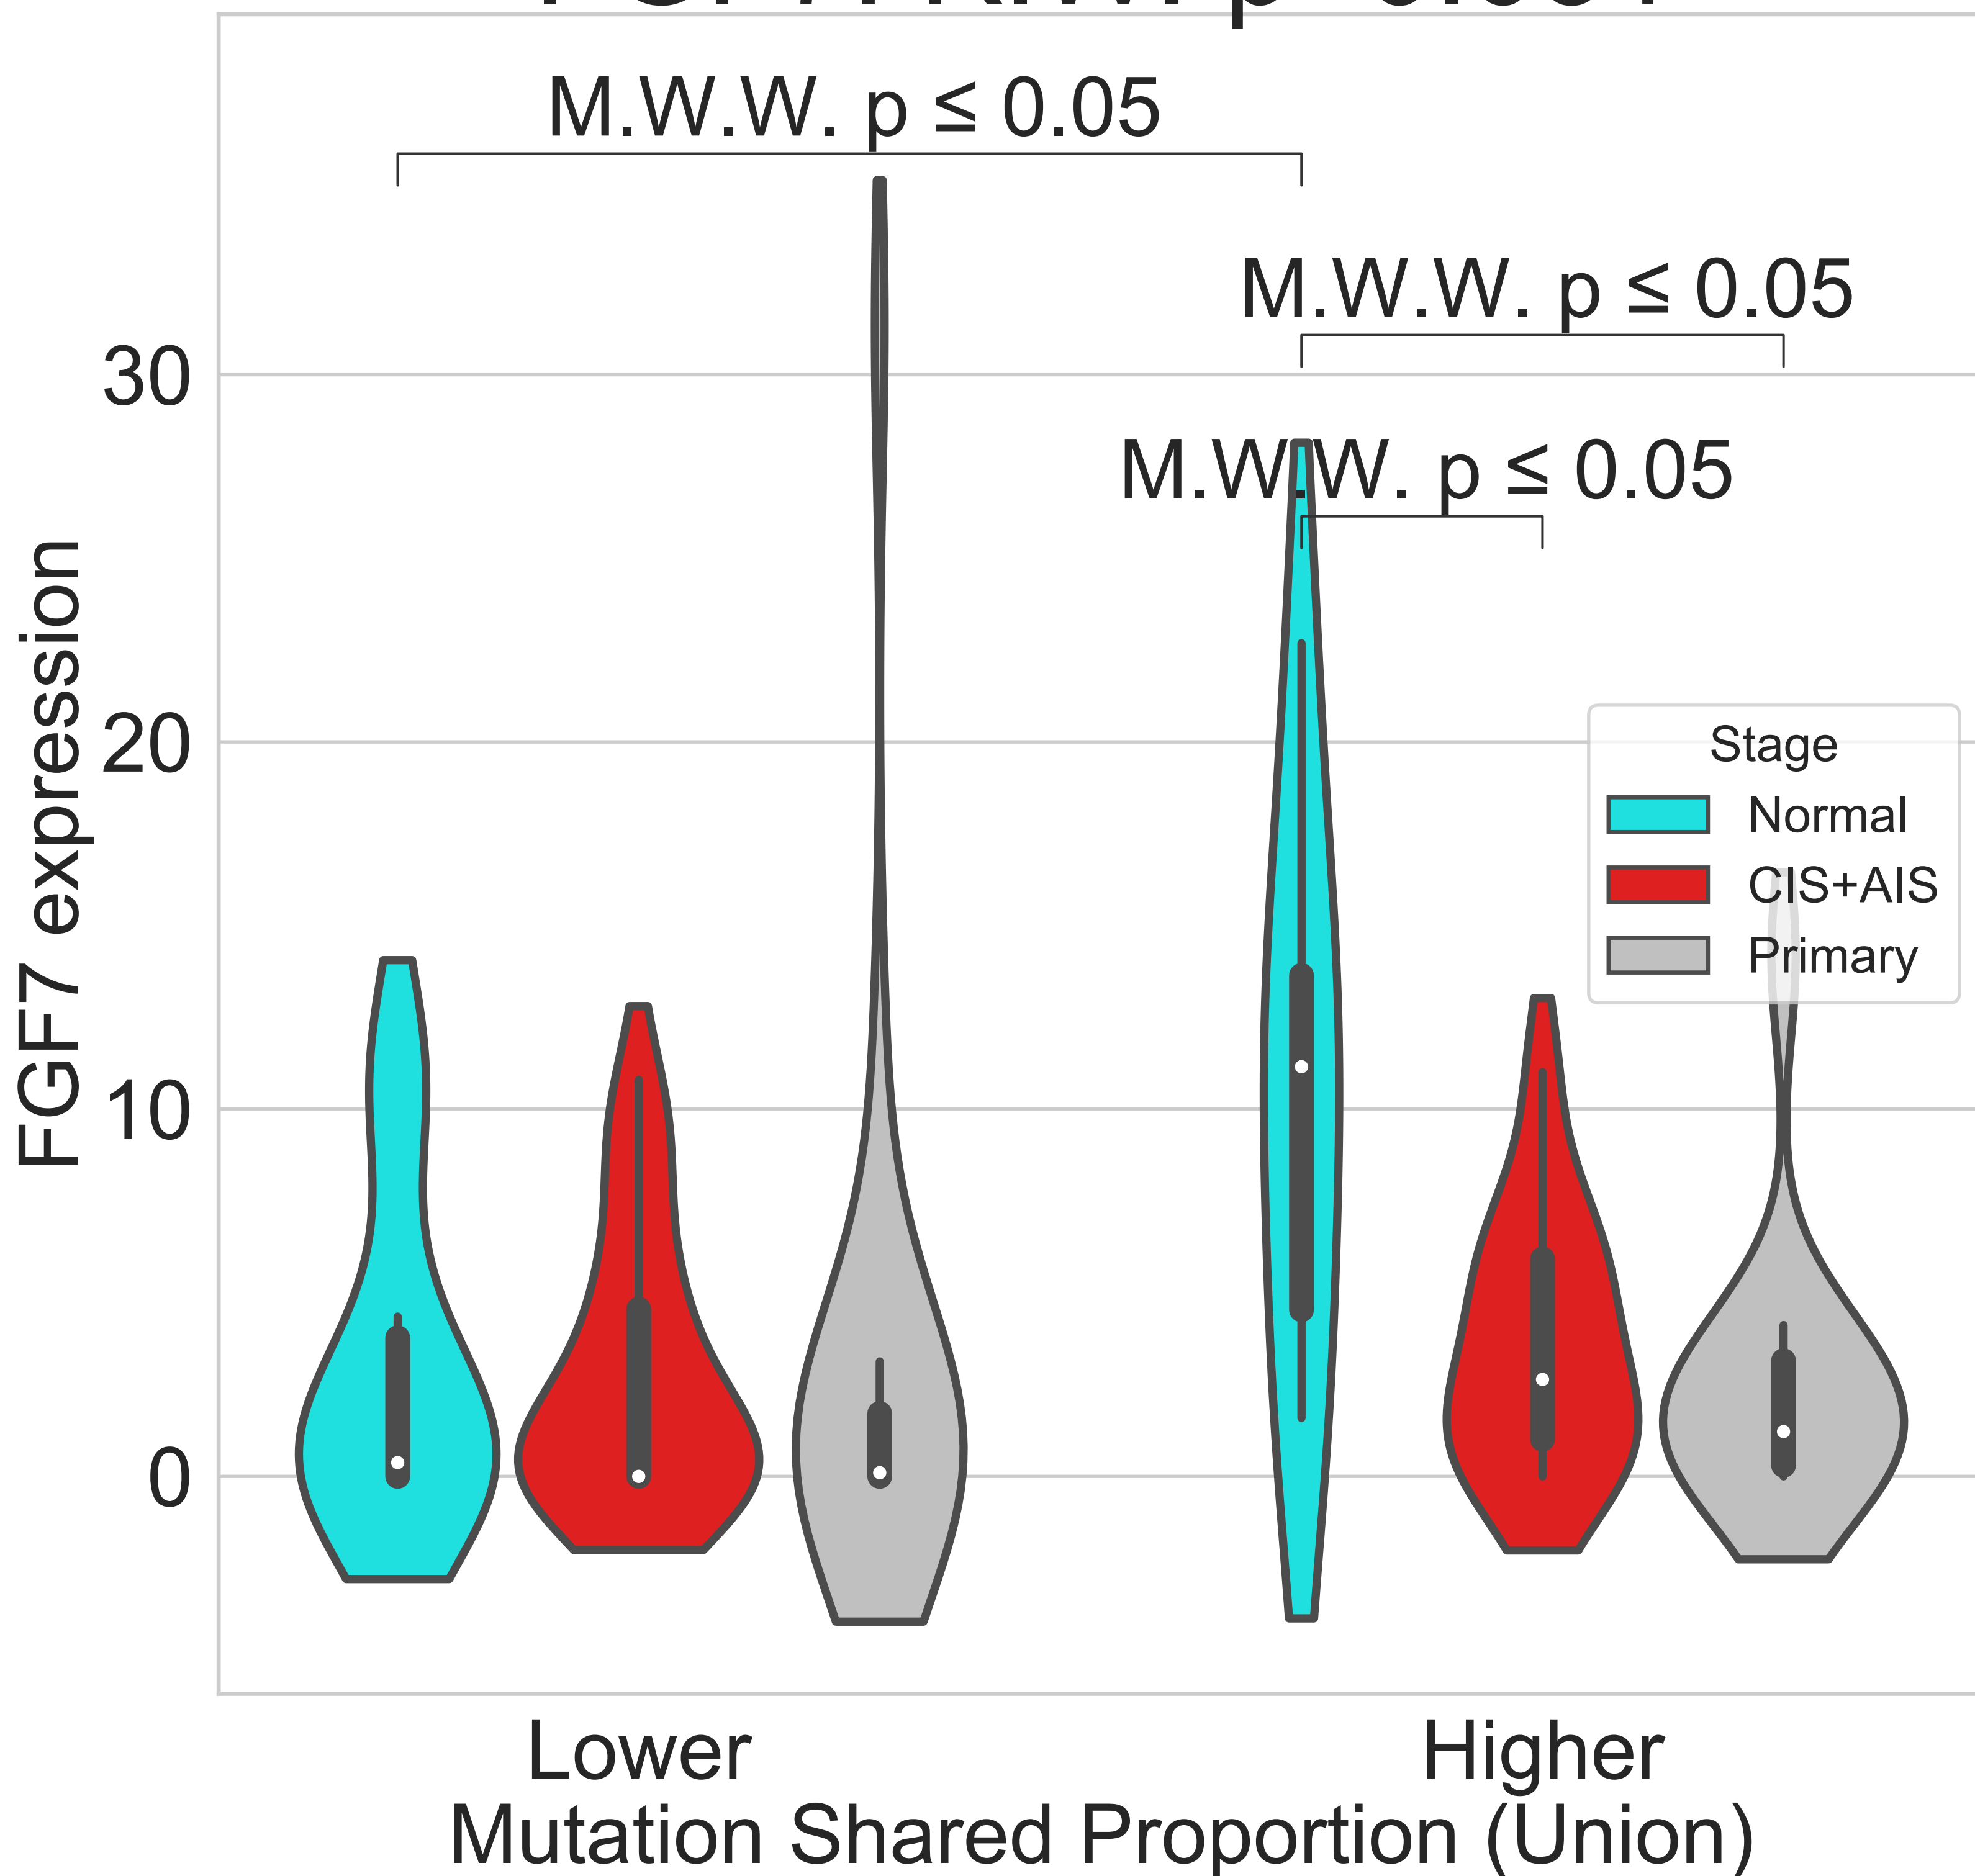 M.W.W. p ≤ 0.05
M.W.W. p ≤ 0.05
M.W.W. p ≤ 0.05
FGF7 expression
30
20
10
0
Stage
Normal
CIS+AIS
Primary
Lower
Higher
Mutation Shared Proportion (Union)